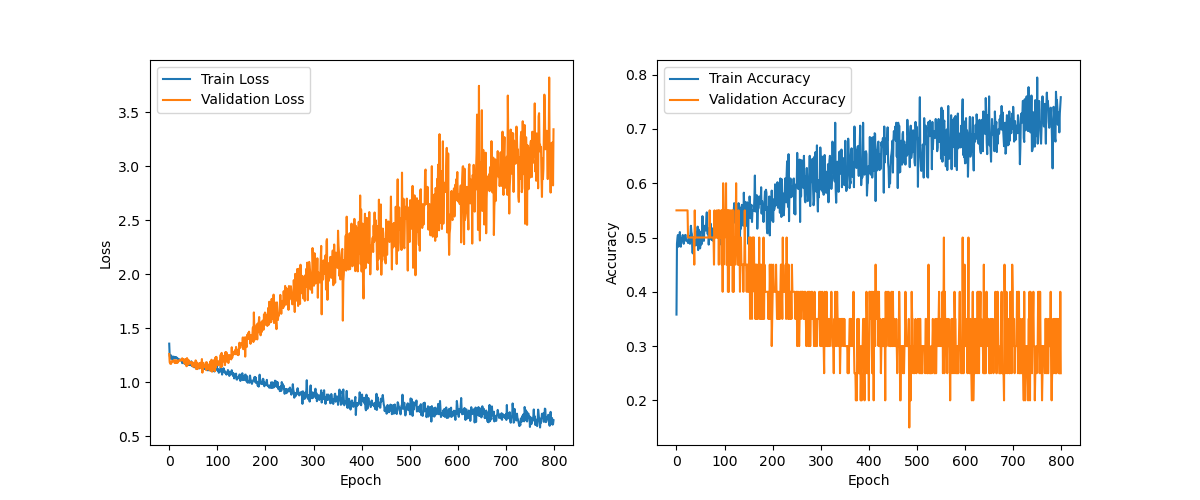 Train Loss
Validation Loss
Loss
3.5
3.0
2.5
2.0
1.5
1.0
0.5
0 100 200 300 400 500 600 700 800
Epoch
Train Accuracy
Validation Accuracy
Accuracy
0.8
0.7
0.6
0.5
0.4
0.3
0.2
0 100 200 300 400 500 600 700 800
Epoch